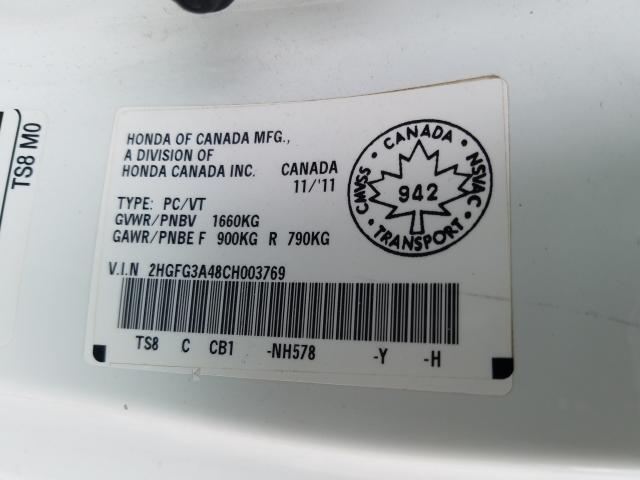 TS8 M0
HONDA OF CANADA MFG.,
A DIVISION OF
HONDA CANADA INC. CANADA
11/'11
TYPE: PC/VT
GVWR/PNBV 1660KG
GAWR/PNBE F 900KG R 790KG
V.I.N 2HGFG3A48CH003769
TS8 C CB1 -NH578 -Y -H
CANADA
CMVSS NSVAC
942
TRANSPORT